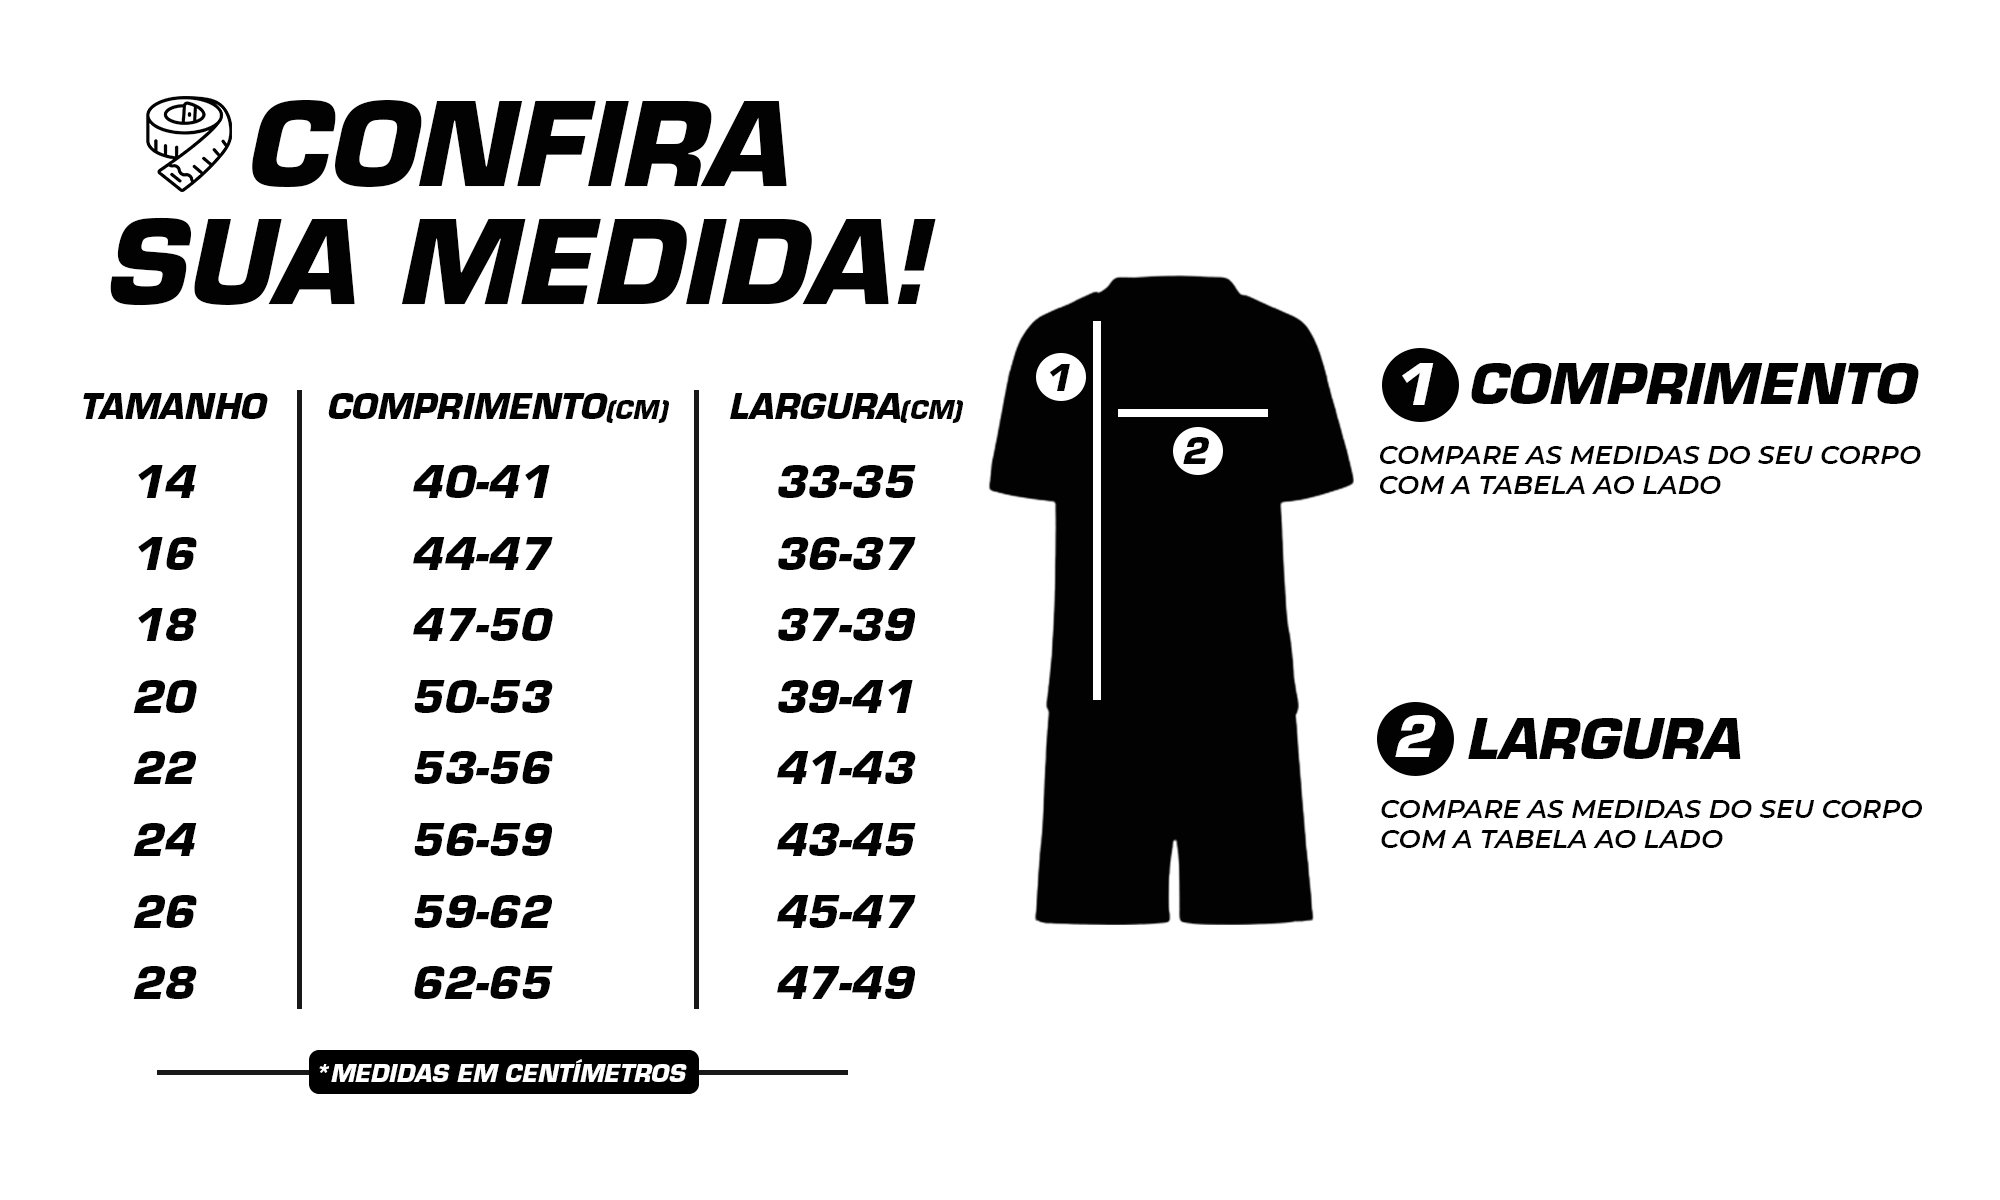 CONFIRA
SUA MEDIDA!
TAMANHO COMPRIMENTO(CM) LARGURA(CM)
14 40-41 33-35
16 44-47 36-37
18 47-50 37-39
20 50-53 39-41
22 53-56 41-43
24 56-59 43-45
26 59-62 45-47
28 62-65 47-49
*MEDIDAS EM CENTÍMETROS
1
2
1 COMPRIMENTO
COMPARE AS MEDIDAS DO SEU CORPO
COM A TABELA AO LADO
2 LARGURA
COMPARE AS MEDIDAS DO SEU CORPO
COM A TABELA AO LADO